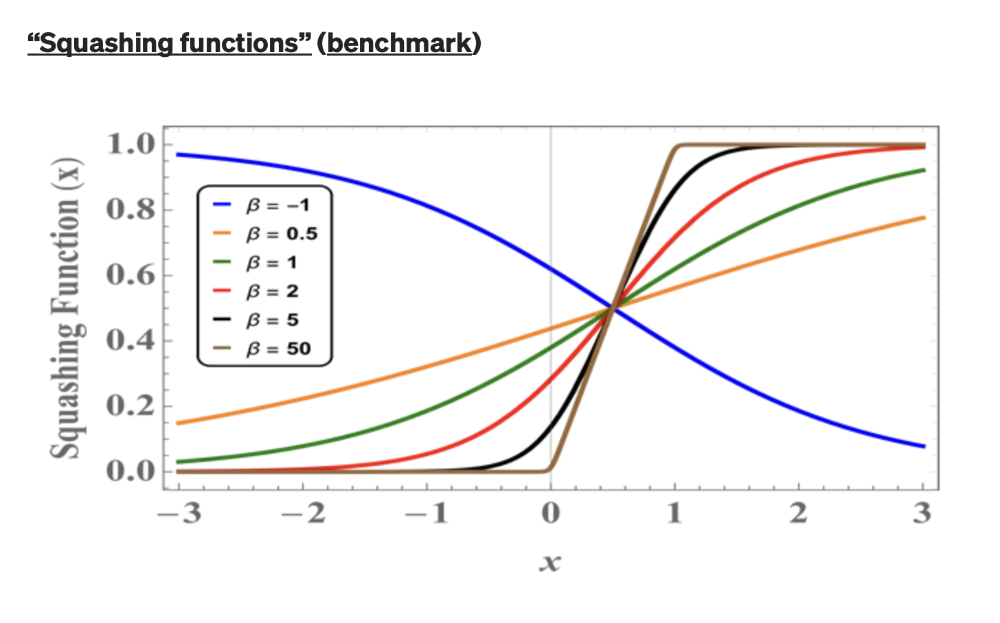 “Squashing functions” (benchmark)
Squashing Function (x)
1.0
0.8
0.6
0.4
0.2
0.0
β = −1
β = 0.5
β = 1
β = 2
β = 5
β = 50
−3 −2 −1 0 1 2 3
x